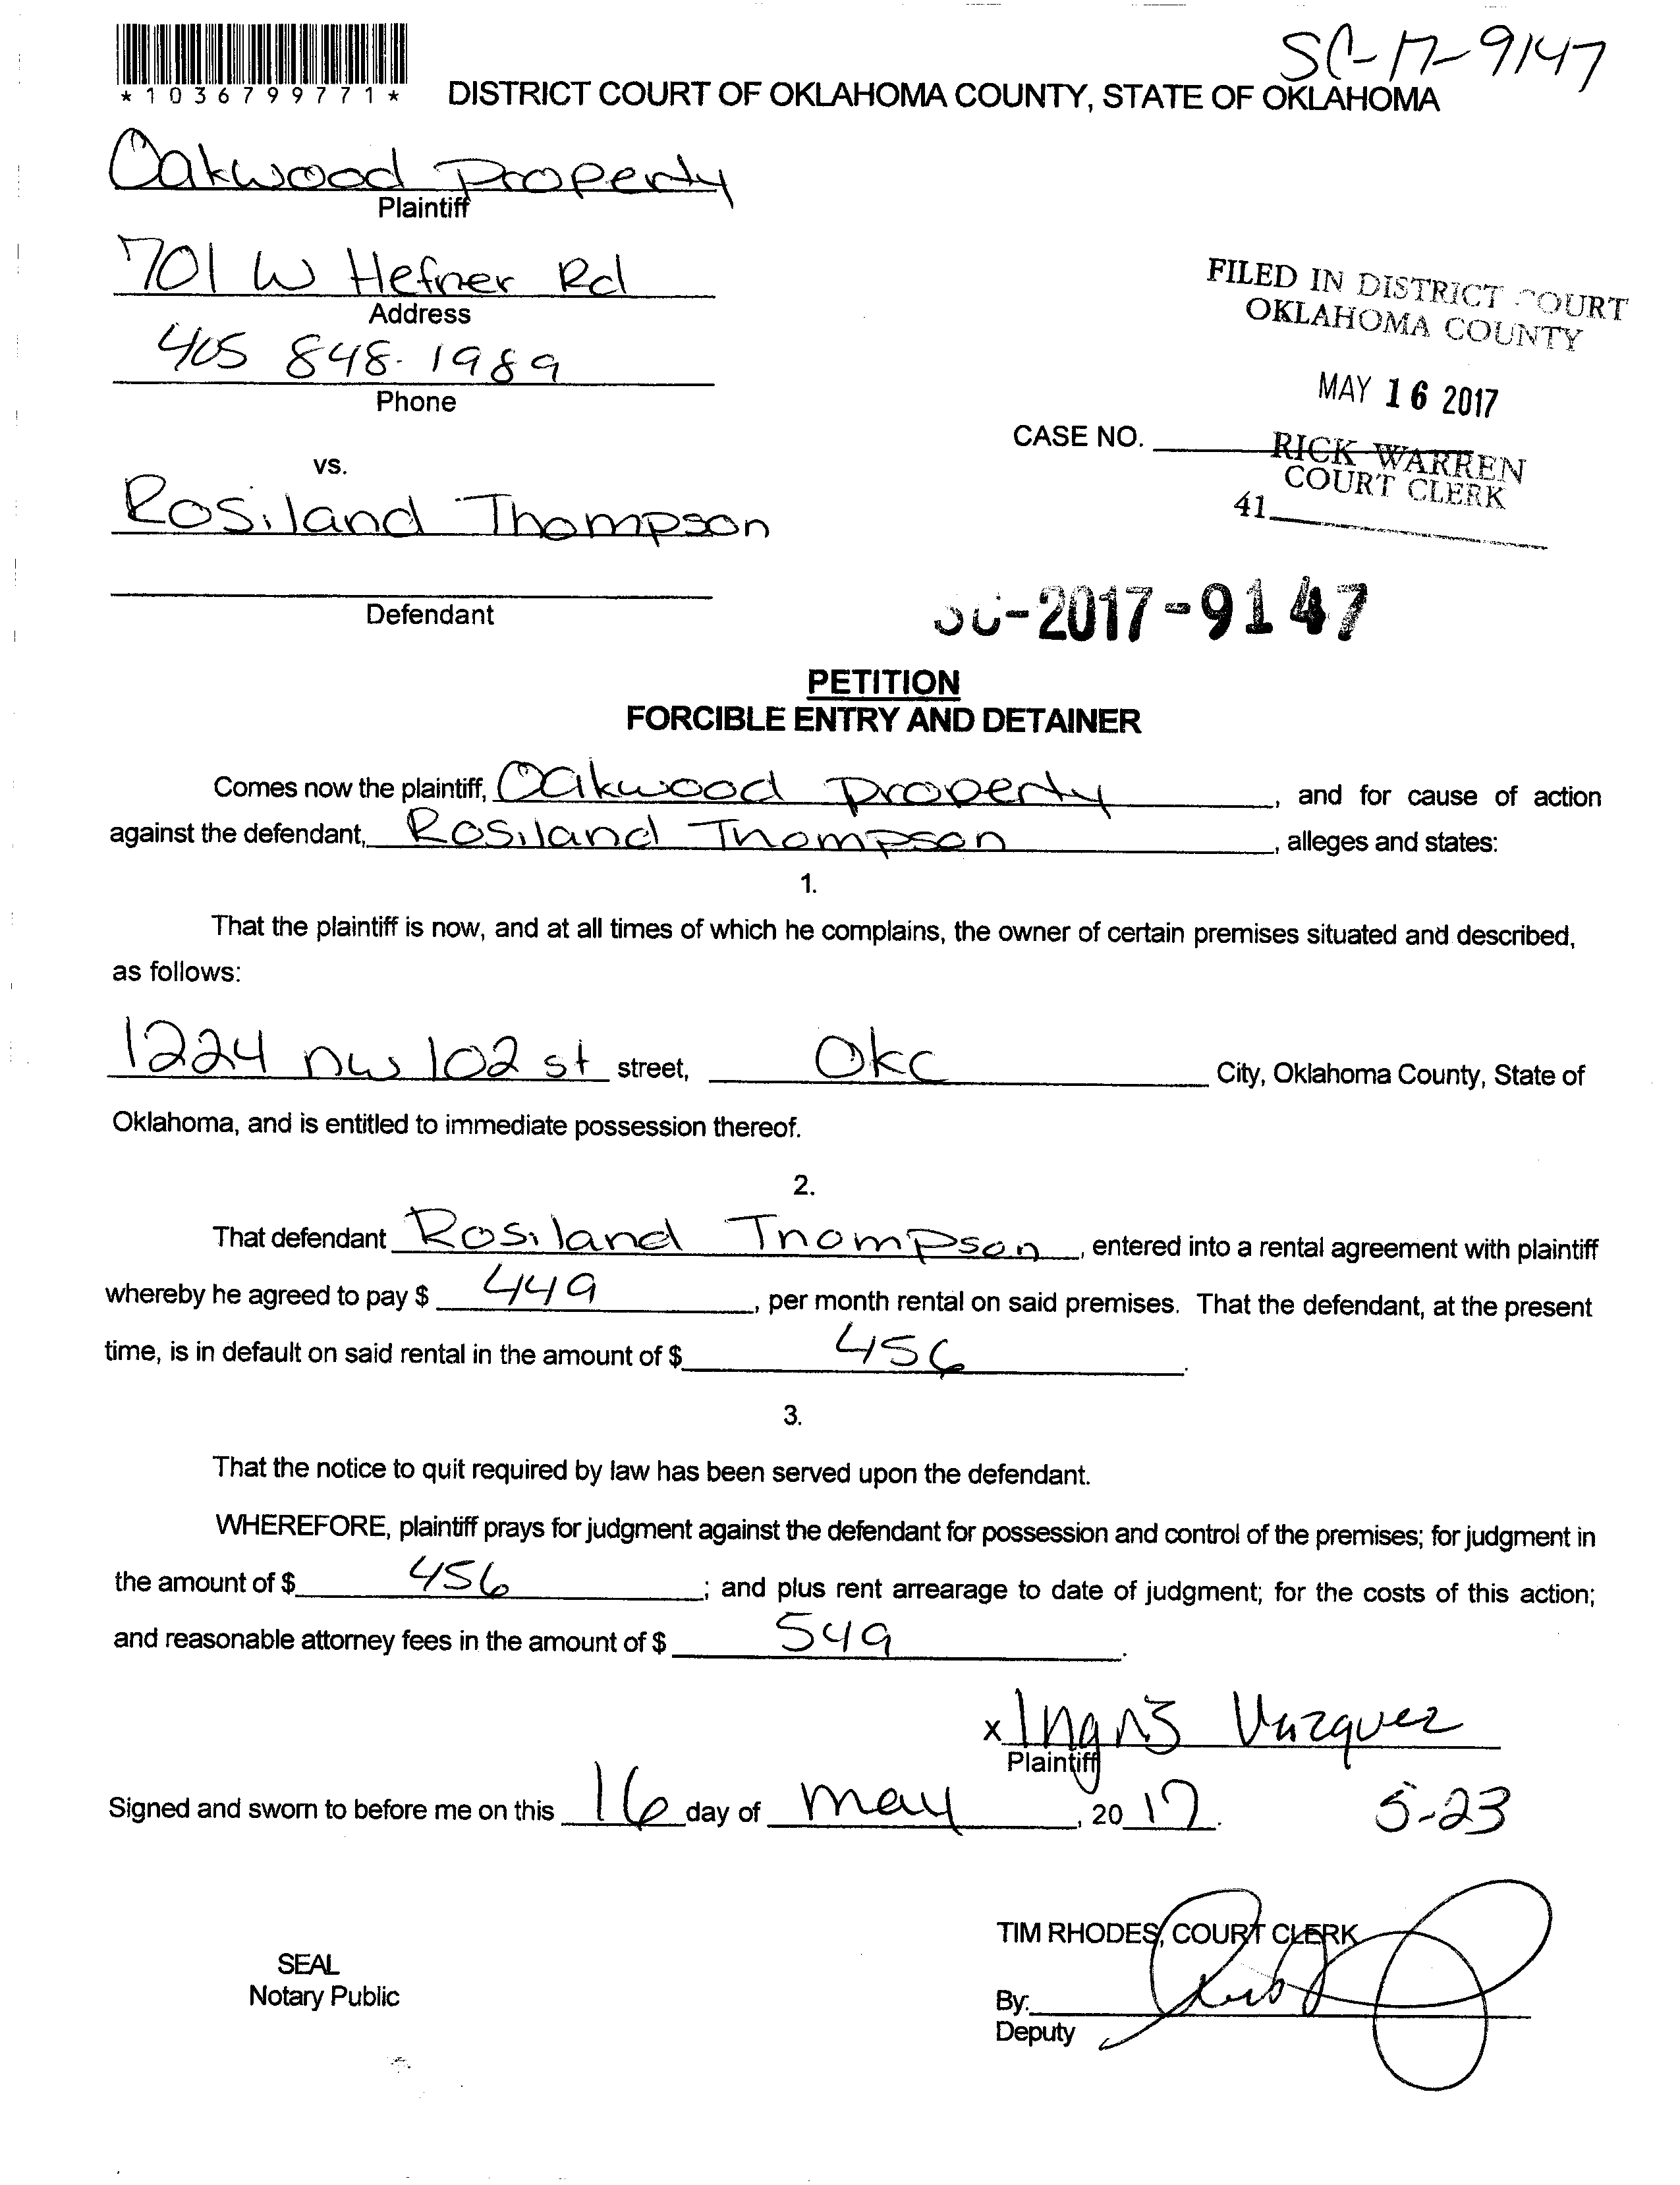 SC-17-9147
*1036799771*
DISTRICT COURT OF OKLAHOMA COUNTY, STATE OF OKLAHOMA
Oakwood Property
Plaintiff
701 W Hefner Rd
Address
405 848-1989
Phone
FILED IN DISTRICT COURT
OKLAHOMA COUNTY
MAY 16 2017
CASE NO.
RICK WARREN
COURT CLERK
41
vs.
Rosiland Thompson
Defendant
SC-2017-9147
PETITION
FORCIBLE ENTRY AND DETAINER
Comes now the plaintiff, Oakwood Property, and for cause of action
against the defendant, Rosiland Thompson, alleges and states:
1.
That the plaintiff is now, and at all times of which he complains, the owner of certain premises situated and described,
as follows:
1224 nw 102 st street, Okc City, Oklahoma County, State of
Oklahoma, and is entitled to immediate possession thereof.
2.
That defendant Rosiland Thompson, entered into a rental agreement with plaintiff
whereby he agreed to pay $ 449, per month rental on said premises. That the defendant, at the present
time, is in default on said rental in the amount of $ 456.
3.
That the notice to quit required by law has been served upon the defendant.
WHEREFORE, plaintiff prays for judgment against the defendant for possession and control of the premises; for judgment in
the amount of $ 456; and plus rent arrearage to date of judgment; for the costs of this action;
and reasonable attorney fees in the amount of $ 549.
x Ingris Vazquez
Plaintiff
Signed and sworn to before me on this 16 day of may, 20 17. 5-23
TIM RHODES, COURT CLERK
SEAL
Notary Public
By:
Deputy